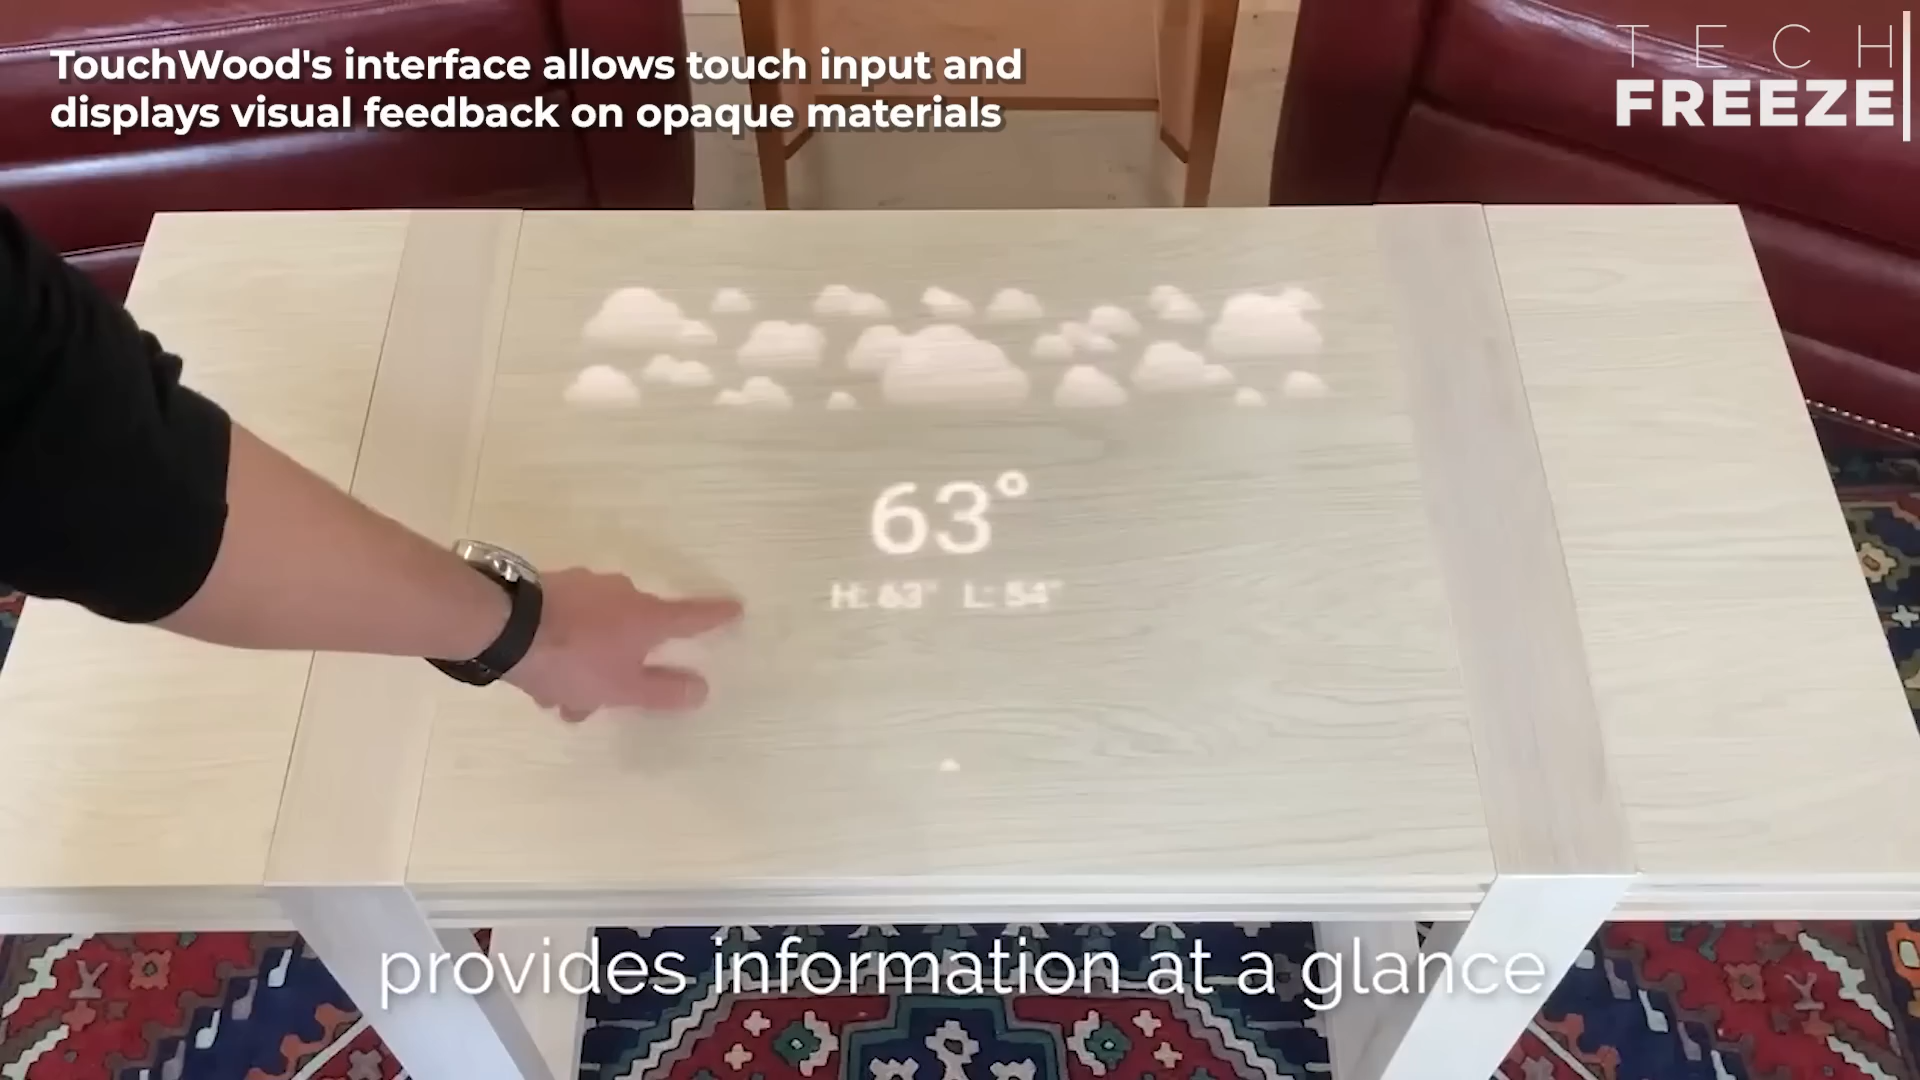 TouchWood's interface allows touch input and
displays visual feedback on opaque materials
TECH
FREEZE
63°
H: 63° L: 54°
provides information at a glance